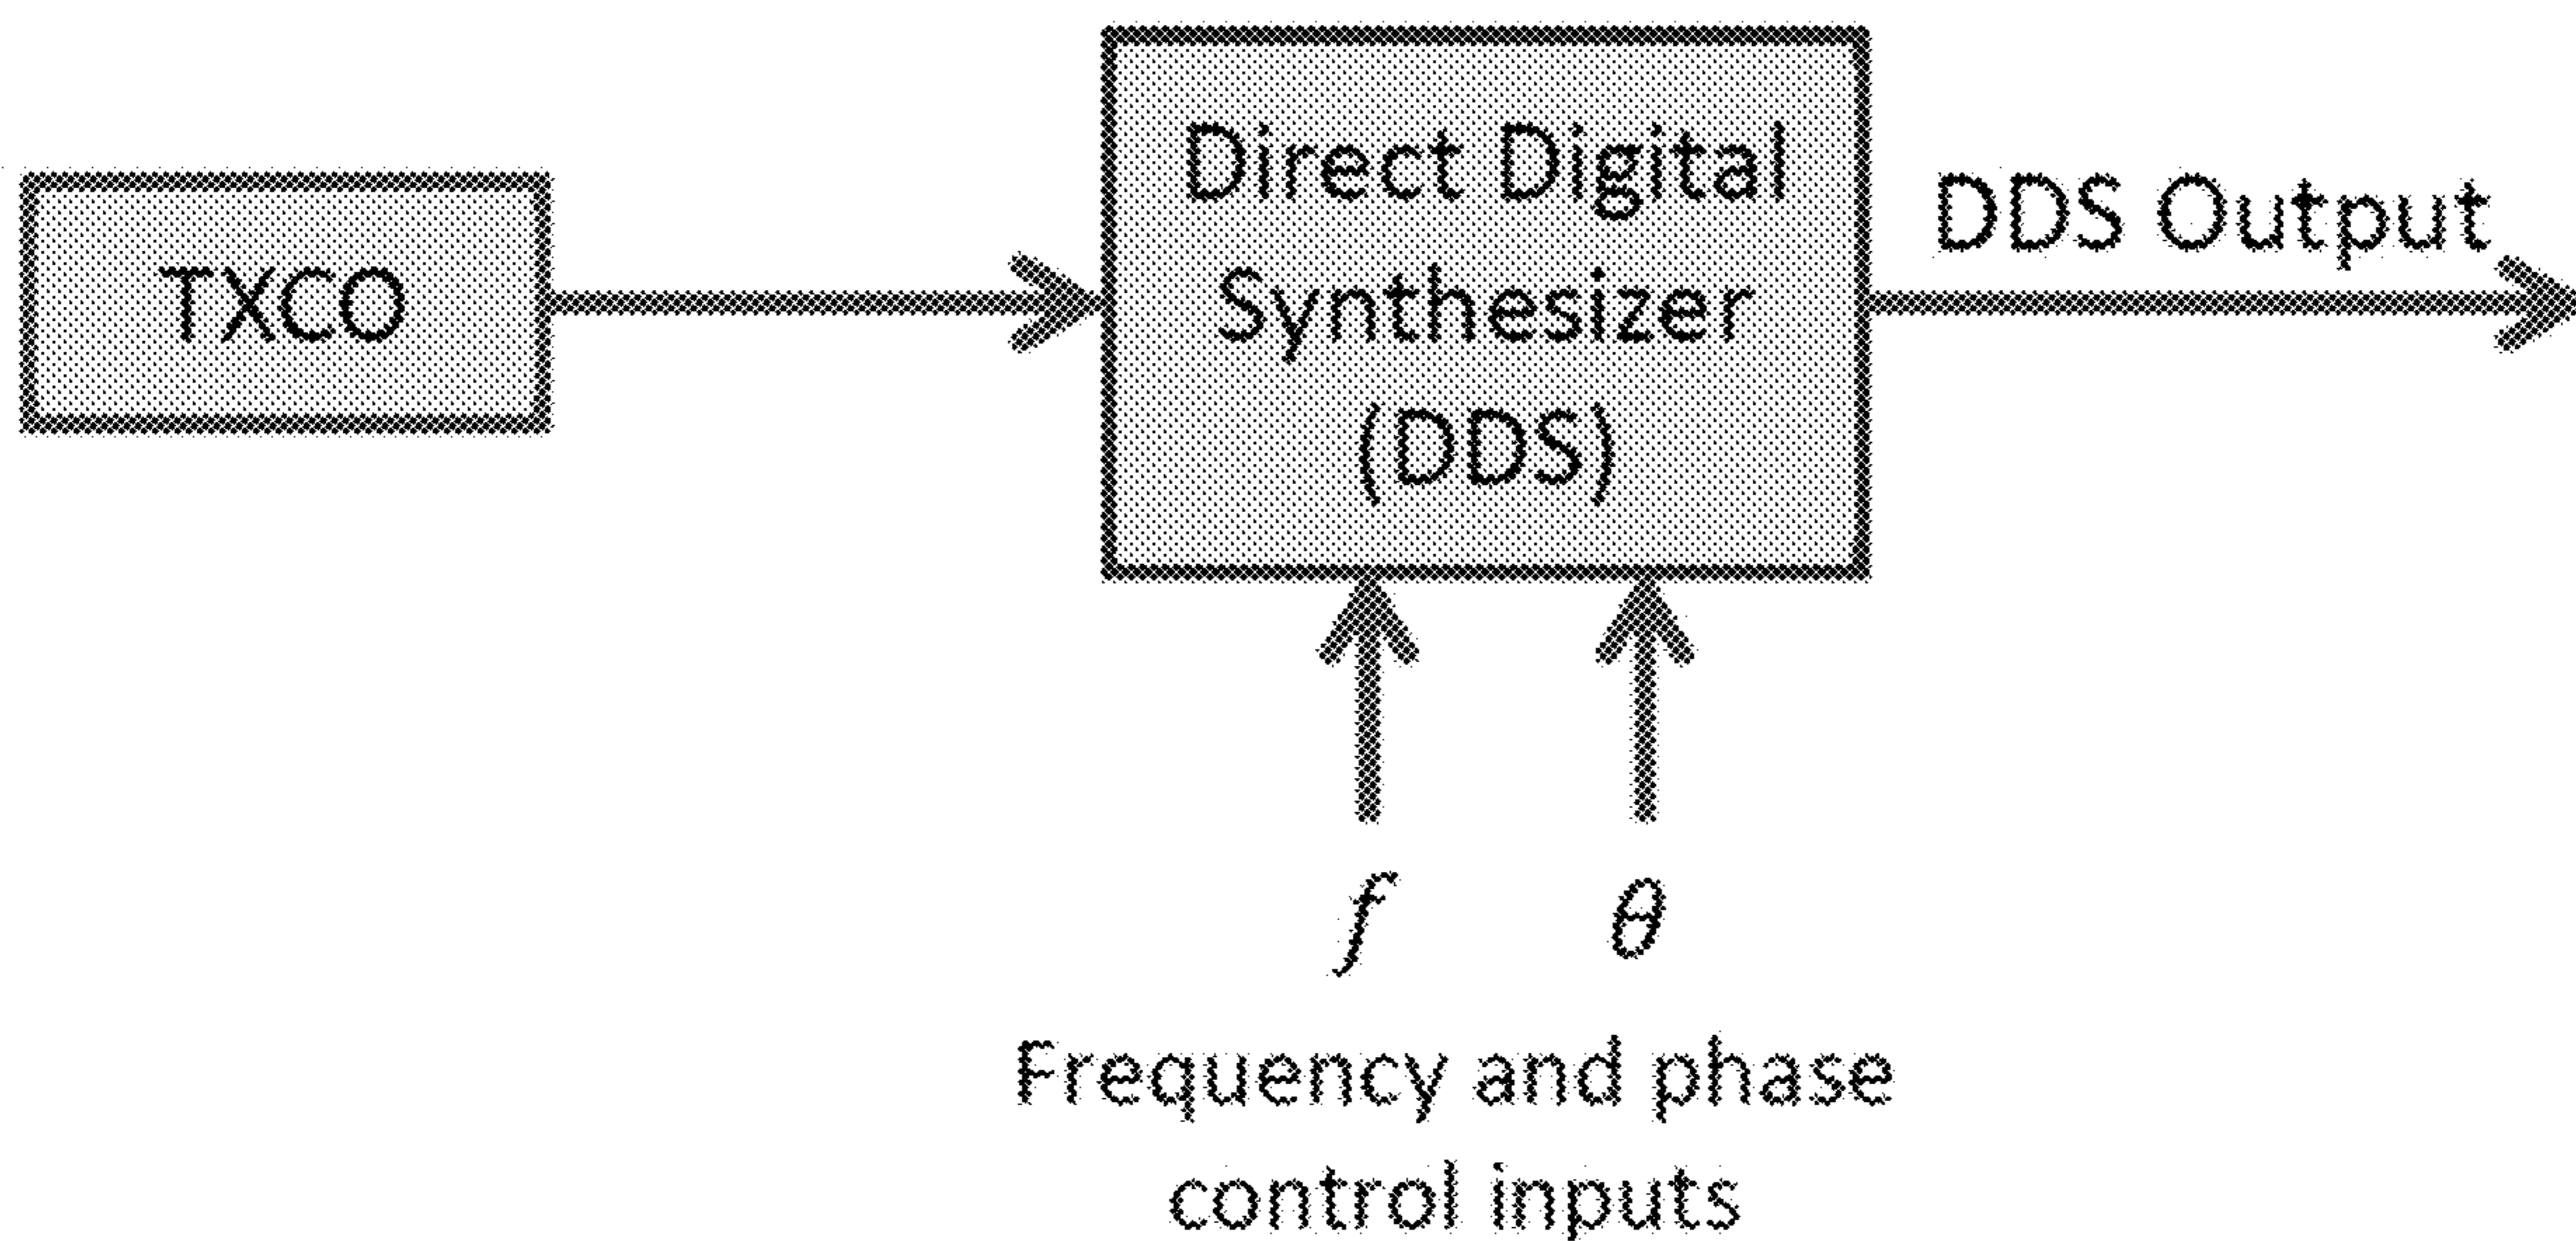 TXCO
Direct Digital
Synthesizer
(DDS)
DDS Output
f θ
Frequency and phase
control inputs